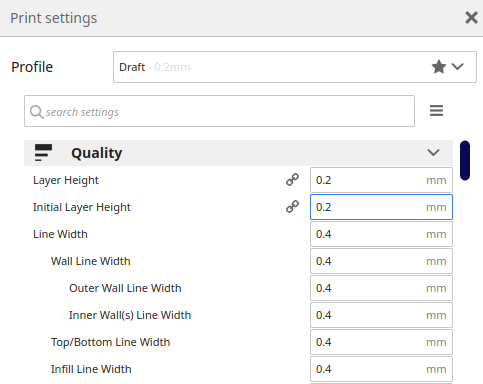 Print settings
Profile
Draft - 0.2mm
search settings
Quality
Layer Height 0.2 mm
Initial Layer Height 0.2 mm
Line Width 0.4 mm
Wall Line Width 0.4 mm
Outer Wall Line Width 0.4 mm
Inner Wall(s) Line Width 0.4 mm
Top/Bottom Line Width 0.4 mm
Infill Line Width 0.4 mm